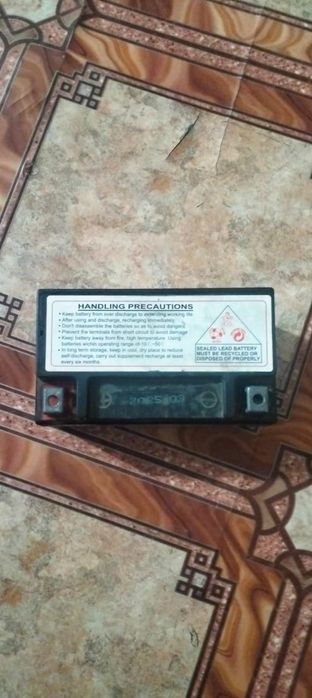 HANDLING PRECAUTIONS
• Keep battery from over discharge to extending working life
• After using and discharge, recharging immediately
• Don't disassemble the batteries so as to avoid dangers
• Prevent the terminals from short circuit to avoid damage
• Keep battery away from fire, high temperature. Using
batteries within operating range of-10
• In long term storage, keep in cool, dry place to reduce
self-discharge, carry out supplement recharge at least
every six months.
SEALED LEAD BATTERY
MUST BE RECYCLED OR
DISPOSED OF PROPERLY